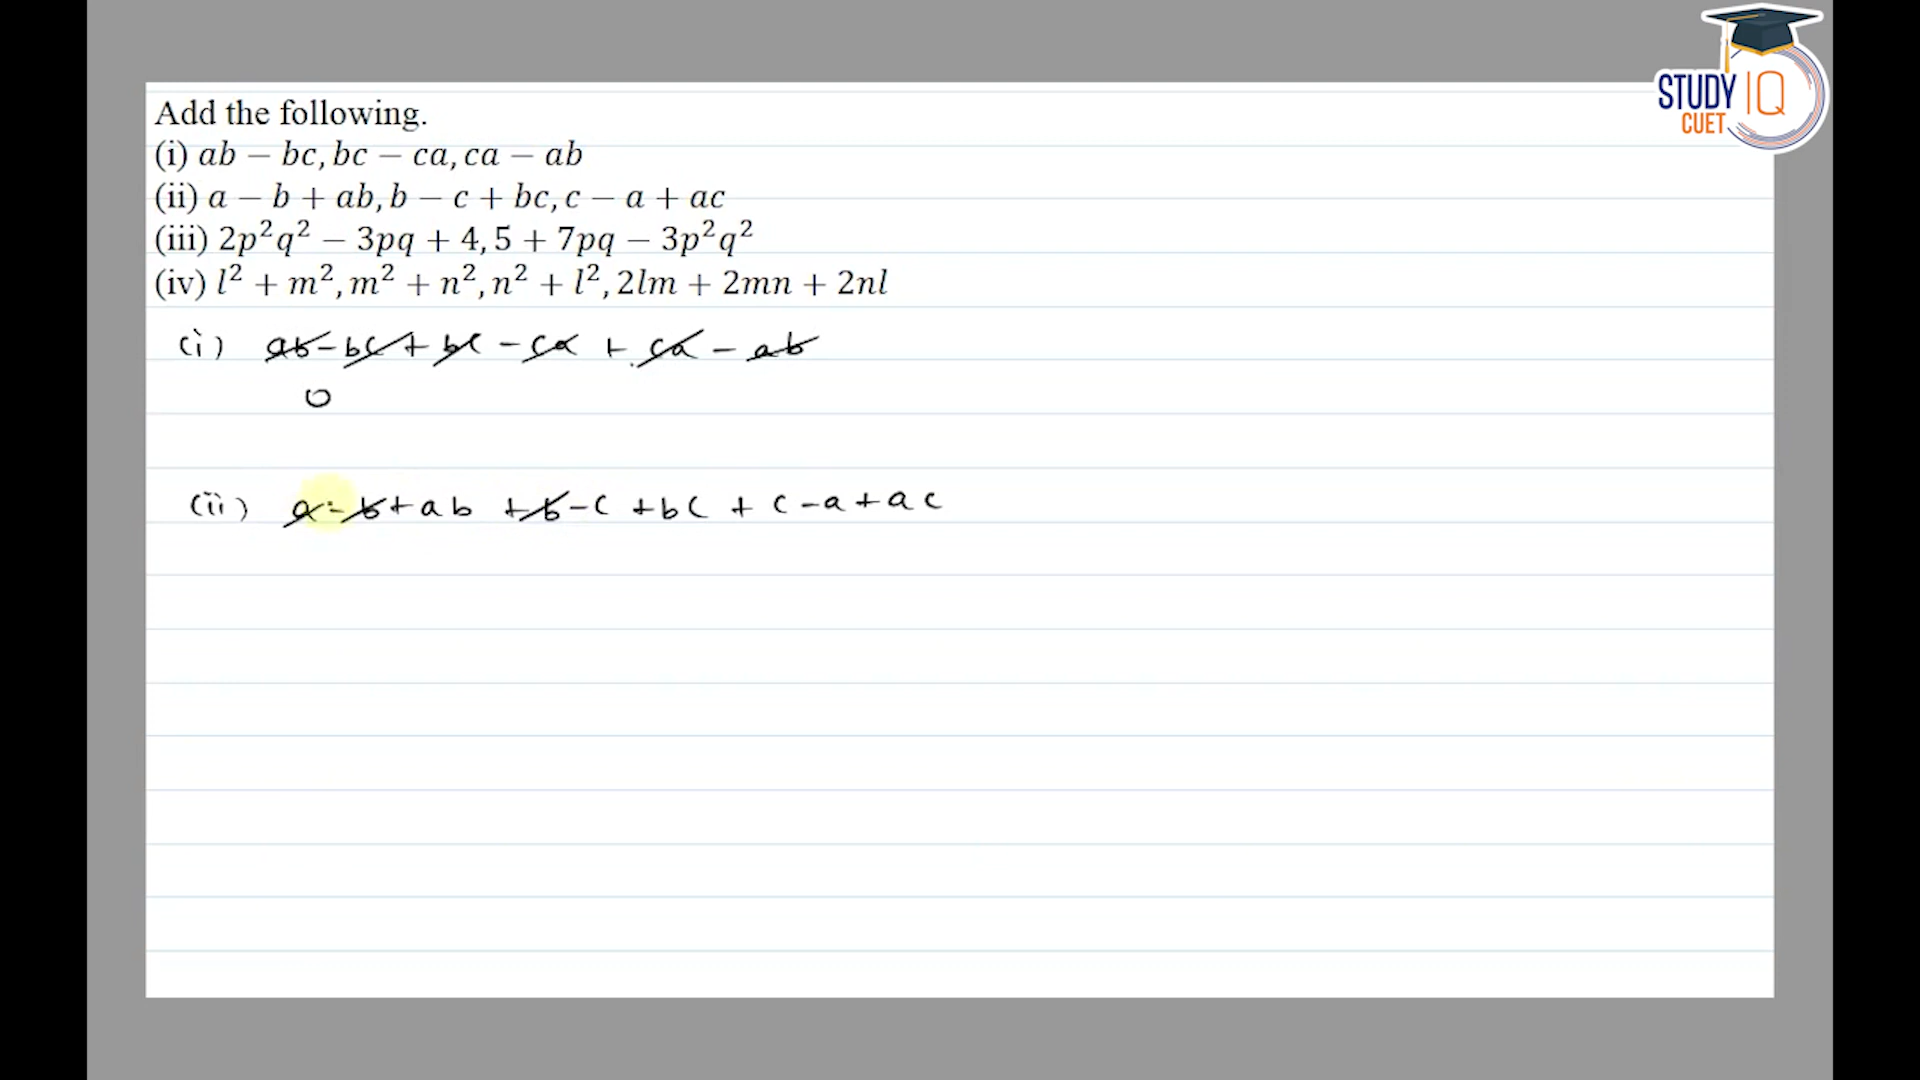 STUDY IQ
CUET
Add the following.
(i) ab − bc, bc − ca, ca − ab
(ii) a − b + ab, b − c + bc, c − a + ac
(iii) 2p²q² − 3pq + 4, 5 + 7pq − 3p²q²
(iv) l² + m², m² + n², n² + l², 2lm + 2mn + 2nl
(i) ab - bc + bc - ca + ca - ab
0
(ii) a - b + ab + b - c + bc + c - a + ac